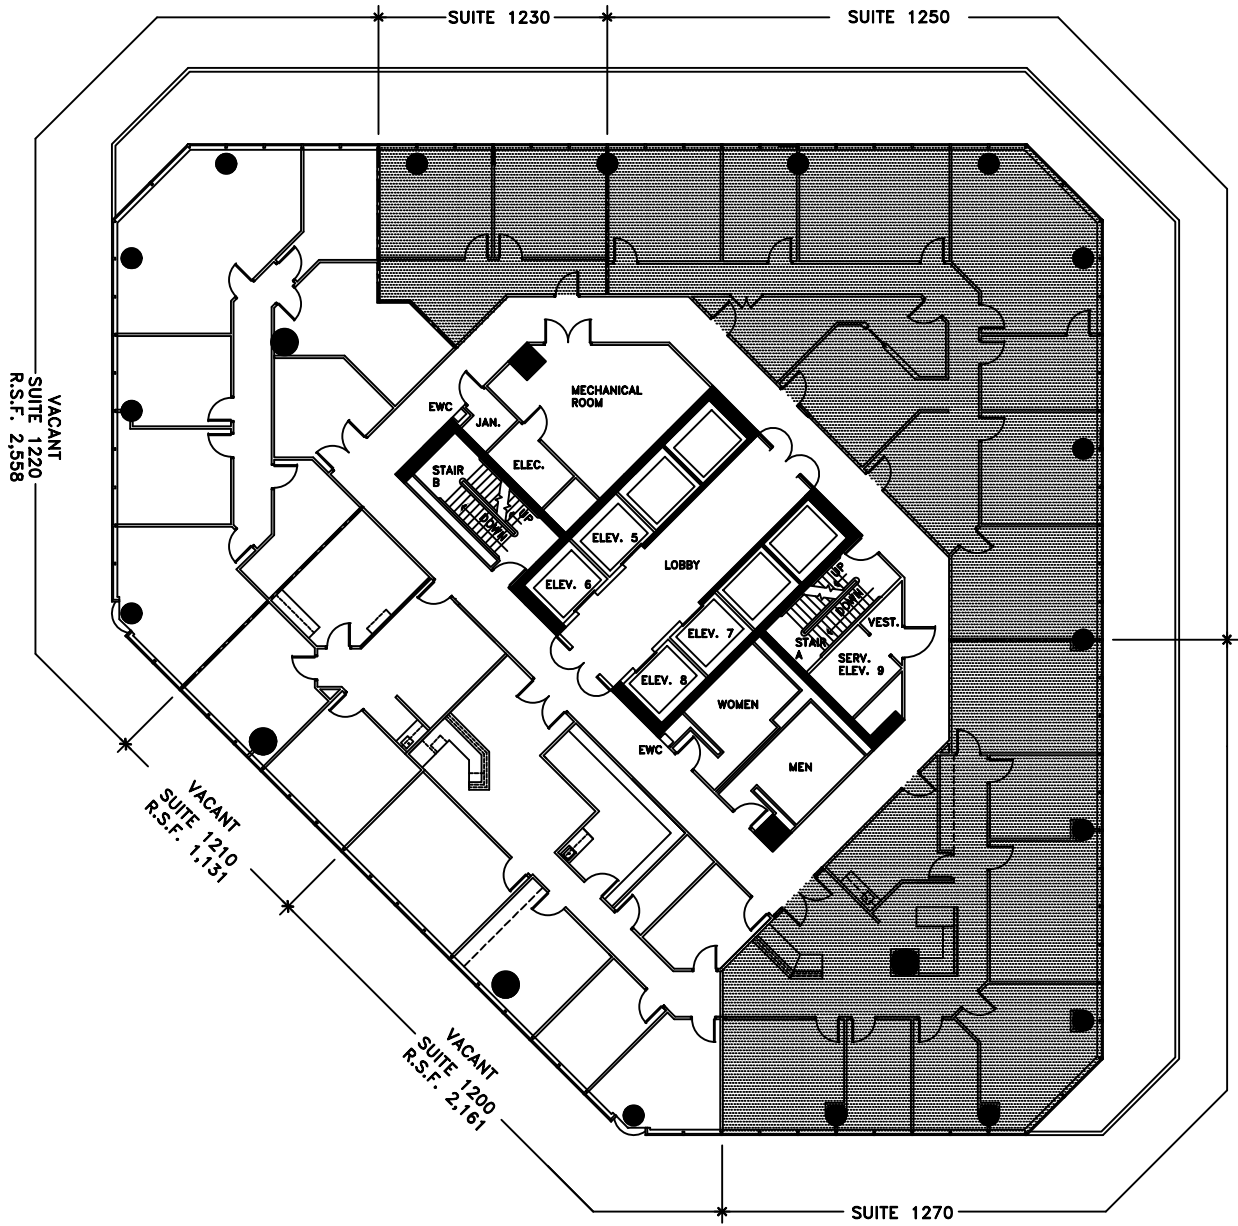 SUITE 1230
SUITE 1250
VACANT
SUITE 1220
R.S.F. 2,558
MECHANICAL
ROOM
EWC
JAN.
ELEC.
STAIR
B
UP
DOWN
ELEV. 5
ELEV. 6
LOBBY
UP
DOWN
ELEV. 7
VEST.
STAIR
A
SERV.
ELEV. 9
ELEV. 8
WOMEN
EWC
MEN
VACANT
SUITE 1210
R.S.F. 1,131
VACANT
SUITE 1200
R.S.F. 2,161
SUITE 1270